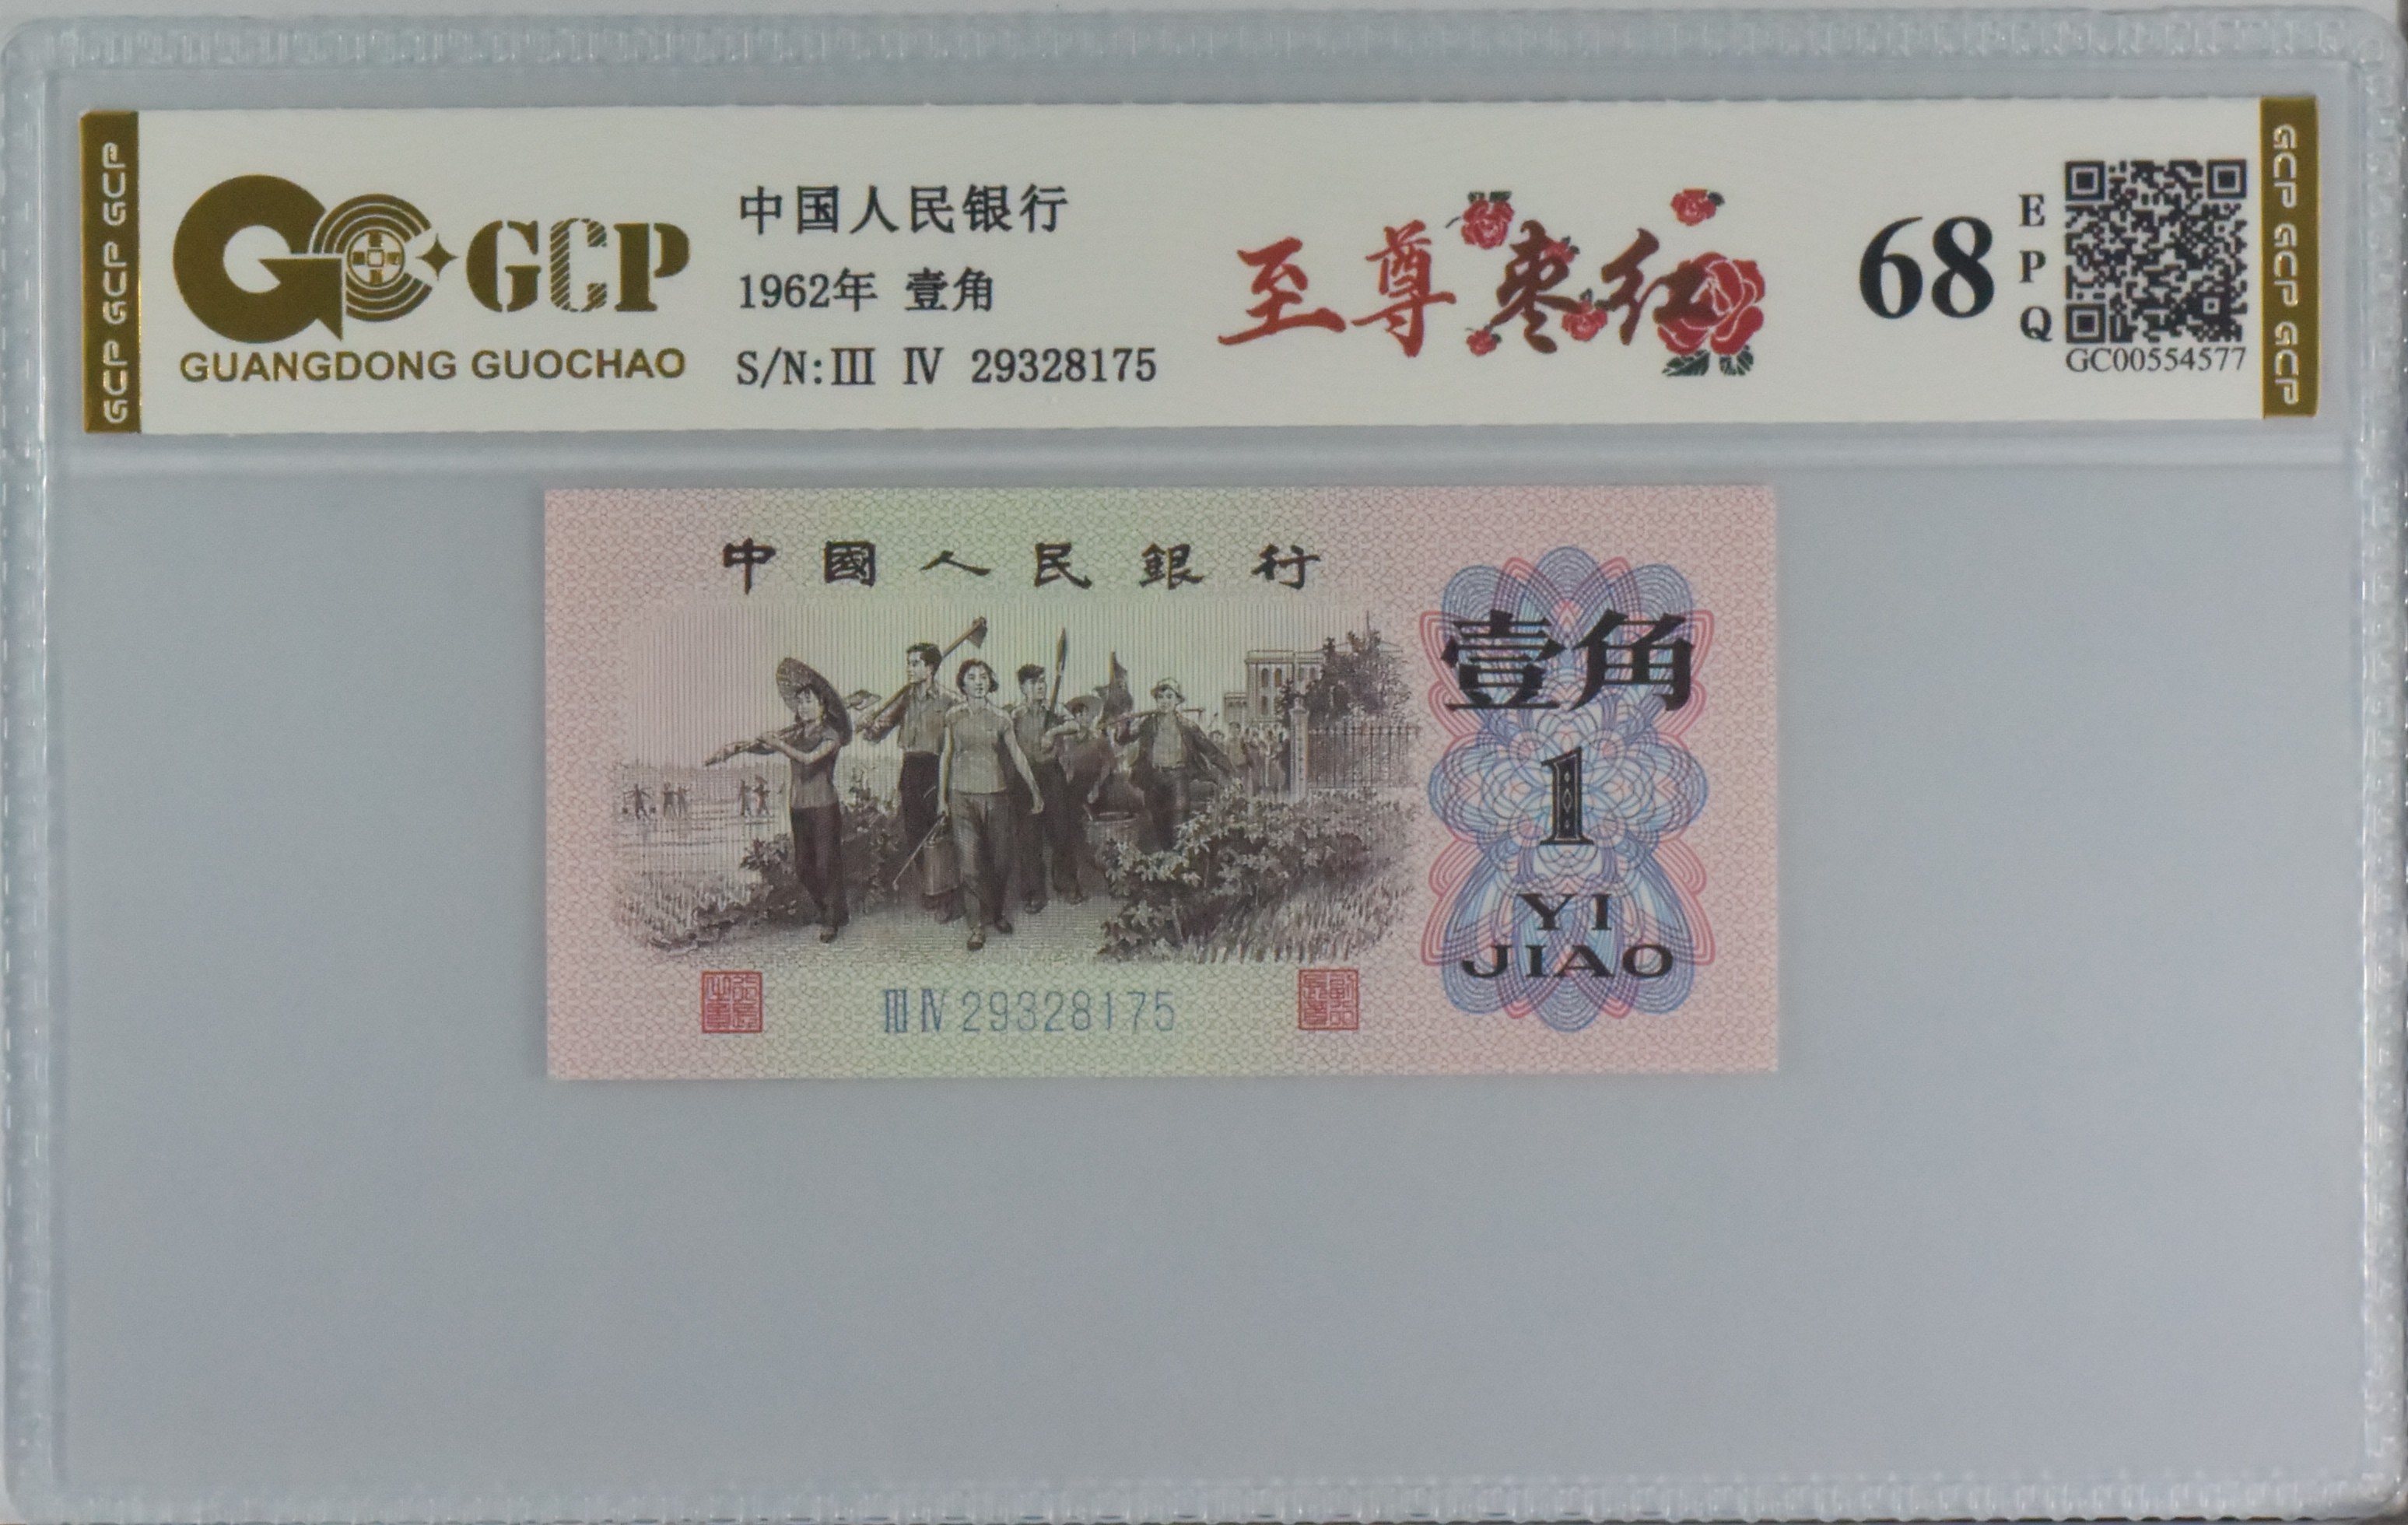 GCP GCP GCP
GCP
GUANGDONG GUOCHAO
中国人民银行
1962年 壹角
S/N:Ⅲ Ⅳ 29328175
至尊枣红
68
EPQ
GC00554577
GCP GCP GCP
中國人民銀行
壹角
1
YI
JIAO
ⅢⅣ 29328175